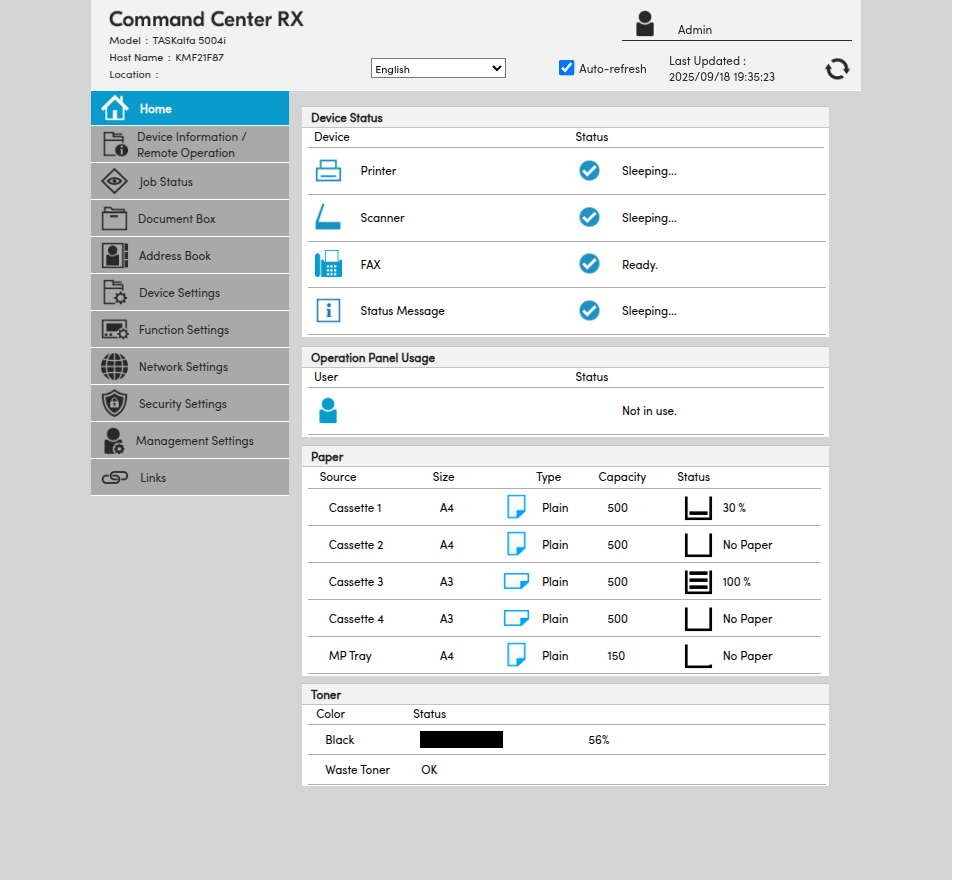 Command Center RX
Model : TASKalfa 5004i
Host Name : KMF21F87
Location :
English
Auto-refresh
Admin
Last Updated :
2025/09/18 19:35:23
Home
Device Information /
Remote Operation
Job Status
Document Box
Address Book
Device Settings
Function Settings
Network Settings
Security Settings
Management Settings
Links
Device Status
Device Status
Printer Sleeping...
Scanner Sleeping...
FAX Ready.
Status Message Sleeping...
Operation Panel Usage
User Status
Not in use.
Paper
Source Size Type Capacity Status
Cassette 1 A4 Plain 500 30 %
Cassette 2 A4 Plain 500 No Paper
Cassette 3 A3 Plain 500 100 %
Cassette 4 A3 Plain 500 No Paper
MP Tray A4 Plain 150 No Paper
Toner
Color Status
Black 56%
Waste Toner OK